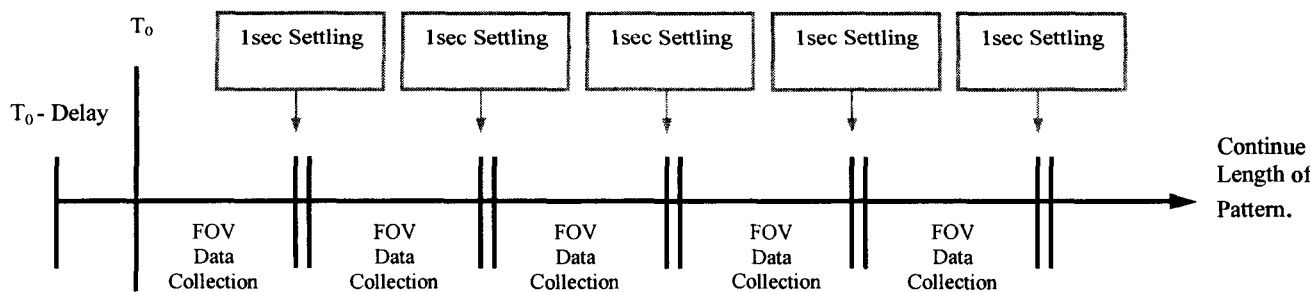 T₀
1sec Settling
1sec Settling
1sec Settling
1sec Settling
1sec Settling
T₀ - Delay
Continue
Length of
Pattern.
FOV
Data
Collection
FOV
Data
Collection
FOV
Data
Collection
FOV
Data
Collection
FOV
Data
Collection